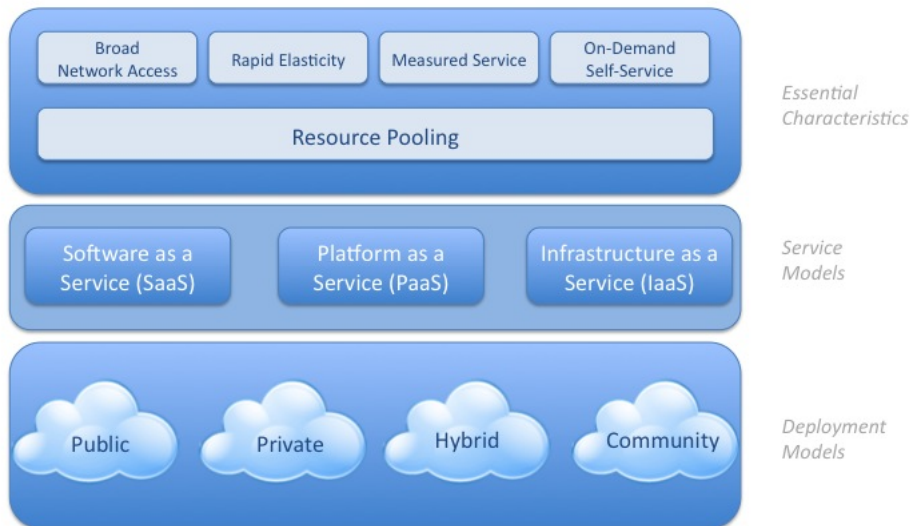 Broad
Network Access
Rapid Elasticity
Measured Service
On-Demand
Self-Service
Resource Pooling
Essential
Characteristics
Software as a
Service (SaaS)
Platform as a
Service (PaaS)
Infrastructure as a
Service (IaaS)
Service
Models
Public
Private
Hybrid
Community
Deployment
Models